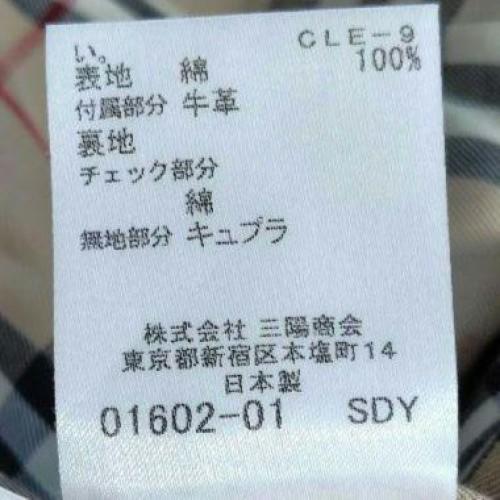 い。 CLE-9
表地 綿 100%
付属部分 牛革
裏地
チェック部分
綿
無地部分 キュプラ
株式会社 三陽商会
東京都新宿区本塩町14
日本製
01602-01 SDY